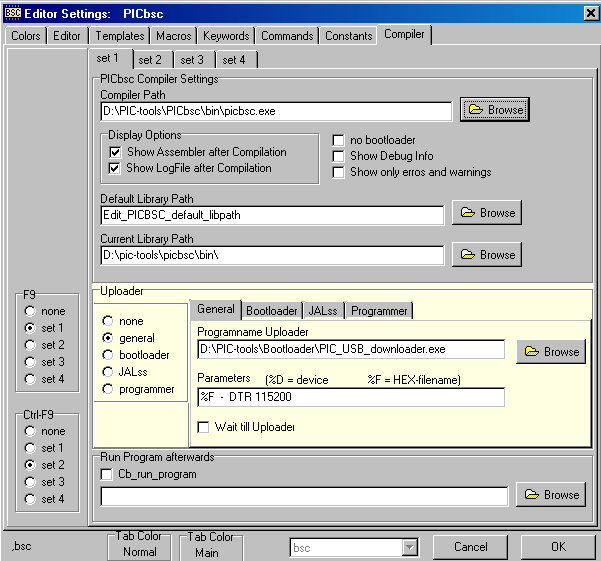 BSC Editor Settings: PICbsc
Colors Editor Templates Macros Keywords Commands Constants Compiler
set 1 set 2 set 3 set 4
PICbsc Compiler Settings
Compiler Path
D:\PIC-tools\PICbsc\bin\picbsc.exe Browse
Display Options
Show Assembler after Compilation
Show LogFile after Compilation
no bootloader
Show Debug Info
Show only erros and warnings
Default Library Path
Edit_PICBSC_default_libpath Browse
Current Library Path
D:\pic-tools\picbsc\bin\ Browse
F9
none
set 1
set 2
set 3
set 4
Ctrl-F9
none
set 1
set 2
set 3
set 4
Uploader
none
general
bootloader
JALss
programmer
General Bootloader JALss Programmer
Programname Uploader
D:\PIC-tools\Bootloader\PIC_USB_downloader.exe Browse
Parameters (%D = device %F = HEX-filename)
%F - DTR 115200
Wait till Uploader
Run Program afterwards
Cb_run_program
Browse
,bsc
Tab Color
Normal
Tab Color
Main
bsc
Cancel
OK